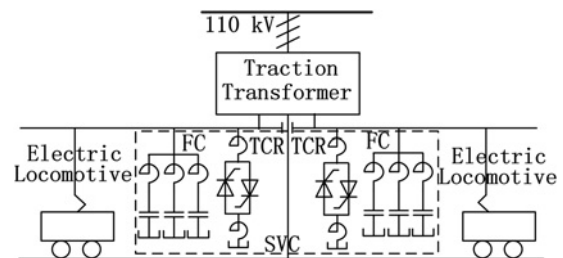 110 kV
Traction
Transformer
FC
TCR
TCR
FC
Electric
Locomotive
Electric
Locomotive
SVC